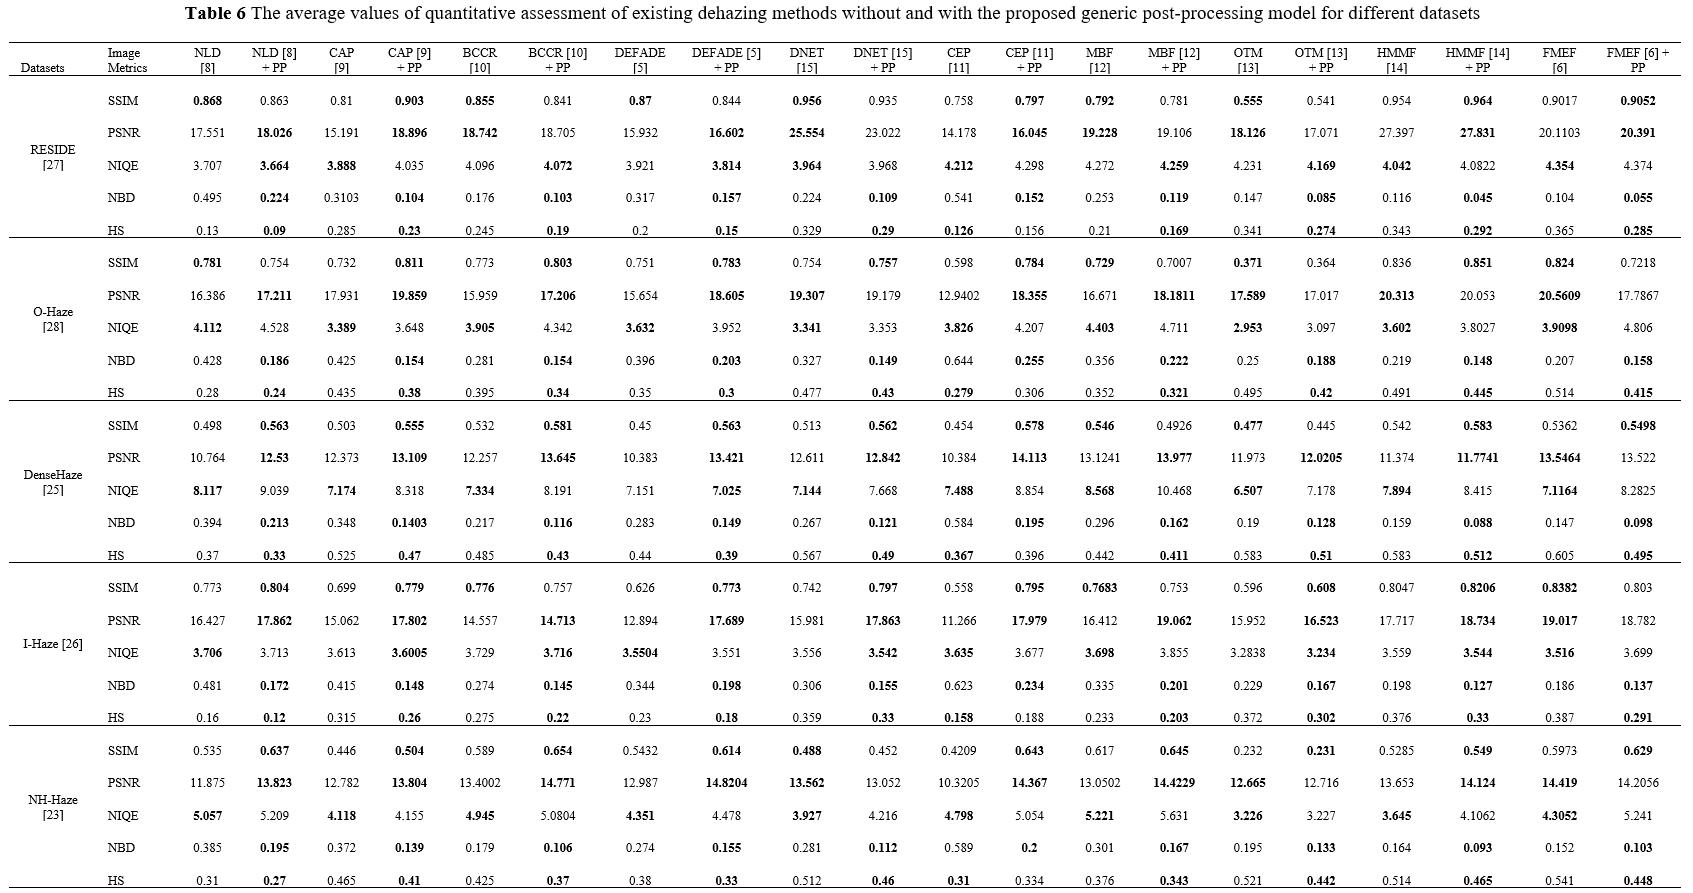 Table 6 The average values of quantitative assessment of existing dehazing methods without and with the proposed generic post-processing model for different datasets
Datasets Image Metrics NLD [8] NLD [8] + PP CAP [9] CAP [9] + PP BCCR [10] BCCR [10] + PP DEFADE [5] DEFADE [5] + PP DNET [15] DNET [15] + PP CEP [11] CEP [11] + PP MBF [12] MBF [12] + PP OTM [13] OTM [13] + PP HMMF [14] HMMF [14] + PP FMEF [6] FMEF [6] + PP
RESIDE [27]
SSIM 0.868 0.863 0.81 0.903 0.855 0.841 0.87 0.844 0.956 0.935 0.758 0.797 0.792 0.781 0.555 0.541 0.954 0.964 0.9017 0.9052
PSNR 17.551 18.026 15.191 18.896 18.742 18.705 15.932 16.602 25.554 23.022 14.178 16.045 19.228 19.106 18.126 17.071 27.397 27.831 20.1103 20.391
NIQE 3.707 3.664 3.888 4.035 4.096 4.072 3.921 3.814 3.964 3.968 4.212 4.298 4.272 4.259 4.231 4.169 4.042 4.0822 4.354 4.374
NBD 0.495 0.224 0.3103 0.104 0.176 0.103 0.317 0.157 0.224 0.109 0.541 0.152 0.253 0.119 0.147 0.085 0.116 0.045 0.104 0.055
HS 0.13 0.09 0.285 0.23 0.245 0.19 0.2 0.15 0.329 0.29 0.126 0.156 0.21 0.169 0.341 0.274 0.343 0.292 0.365 0.285
O-Haze [28]
SSIM 0.781 0.754 0.732 0.811 0.773 0.803 0.751 0.783 0.754 0.757 0.598 0.784 0.729 0.7007 0.371 0.364 0.836 0.851 0.824 0.7218
PSNR 16.386 17.211 17.931 19.859 15.959 17.206 15.654 18.605 19.307 19.179 12.9402 18.355 16.671 18.1811 17.589 17.017 20.313 20.053 20.5609 17.7867
NIQE 4.112 4.528 3.389 3.648 3.905 4.342 3.632 3.952 3.341 3.353 3.826 4.207 4.403 4.711 2.953 3.097 3.602 3.8027 3.9098 4.806
NBD 0.428 0.186 0.425 0.154 0.281 0.154 0.396 0.203 0.327 0.149 0.644 0.255 0.356 0.222 0.25 0.188 0.219 0.148 0.207 0.158
HS 0.28 0.24 0.435 0.38 0.395 0.34 0.35 0.3 0.477 0.43 0.279 0.306 0.352 0.321 0.495 0.42 0.491 0.445 0.514 0.415
DenseHaze [25]
SSIM 0.498 0.563 0.503 0.555 0.532 0.581 0.45 0.563 0.513 0.562 0.454 0.578 0.546 0.4926 0.477 0.445 0.542 0.583 0.5362 0.5498
PSNR 10.764 12.53 12.373 13.109 12.257 13.645 10.383 13.421 12.611 12.842 10.384 14.113 13.1241 13.977 11.973 12.0205 11.374 11.7741 13.5464 13.522
NIQE 8.117 9.039 7.174 8.318 7.334 8.191 7.151 7.025 7.144 7.668 7.488 8.854 8.568 10.468 6.507 7.178 7.894 8.415 7.1164 8.2825
NBD 0.394 0.213 0.348 0.1403 0.217 0.116 0.283 0.149 0.267 0.121 0.584 0.195 0.296 0.162 0.19 0.128 0.159 0.088 0.147 0.098
HS 0.37 0.33 0.525 0.47 0.485 0.43 0.44 0.39 0.567 0.49 0.367 0.396 0.442 0.411 0.583 0.51 0.583 0.512 0.605 0.495
I-Haze [26]
SSIM 0.773 0.804 0.699 0.779 0.776 0.757 0.626 0.773 0.742 0.797 0.558 0.795 0.7683 0.753 0.596 0.608 0.8047 0.8206 0.8382 0.803
PSNR 16.427 17.862 15.062 17.802 14.557 14.713 12.894 17.689 15.981 17.863 11.266 17.979 16.412 19.062 15.952 16.523 17.717 18.734 19.017 18.782
NIQE 3.706 3.713 3.613 3.6005 3.729 3.716 3.5504 3.551 3.556 3.542 3.635 3.677 3.698 3.855 3.2838 3.234 3.559 3.544 3.516 3.699
NBD 0.481 0.172 0.415 0.148 0.274 0.145 0.344 0.198 0.306 0.155 0.623 0.234 0.335 0.201 0.229 0.167 0.198 0.127 0.186 0.137
HS 0.16 0.12 0.315 0.26 0.275 0.22 0.23 0.18 0.359 0.33 0.158 0.188 0.233 0.203 0.372 0.302 0.376 0.33 0.387 0.291
NH-Haze [23]
SSIM 0.535 0.637 0.446 0.504 0.589 0.654 0.5432 0.614 0.488 0.452 0.4209 0.643 0.617 0.645 0.232 0.231 0.5285 0.549 0.5973 0.629
PSNR 11.875 13.823 12.782 13.804 13.4002 14.771 12.987 14.8204 13.562 13.052 10.3205 14.367 13.0502 14.4229 12.665 12.716 13.653 14.124 14.419 14.2056
NIQE 5.057 5.209 4.118 4.155 4.945 5.0804 4.351 4.478 3.927 4.216 4.798 5.054 5.221 5.631 3.226 3.227 3.645 4.1062 4.3052 5.241
NBD 0.385 0.195 0.372 0.139 0.179 0.106 0.274 0.155 0.281 0.112 0.589 0.2 0.301 0.167 0.195 0.133 0.164 0.093 0.152 0.103
HS 0.31 0.27 0.465 0.41 0.425 0.37 0.38 0.33 0.512 0.46 0.31 0.334 0.376 0.343 0.521 0.442 0.514 0.465 0.541 0.448